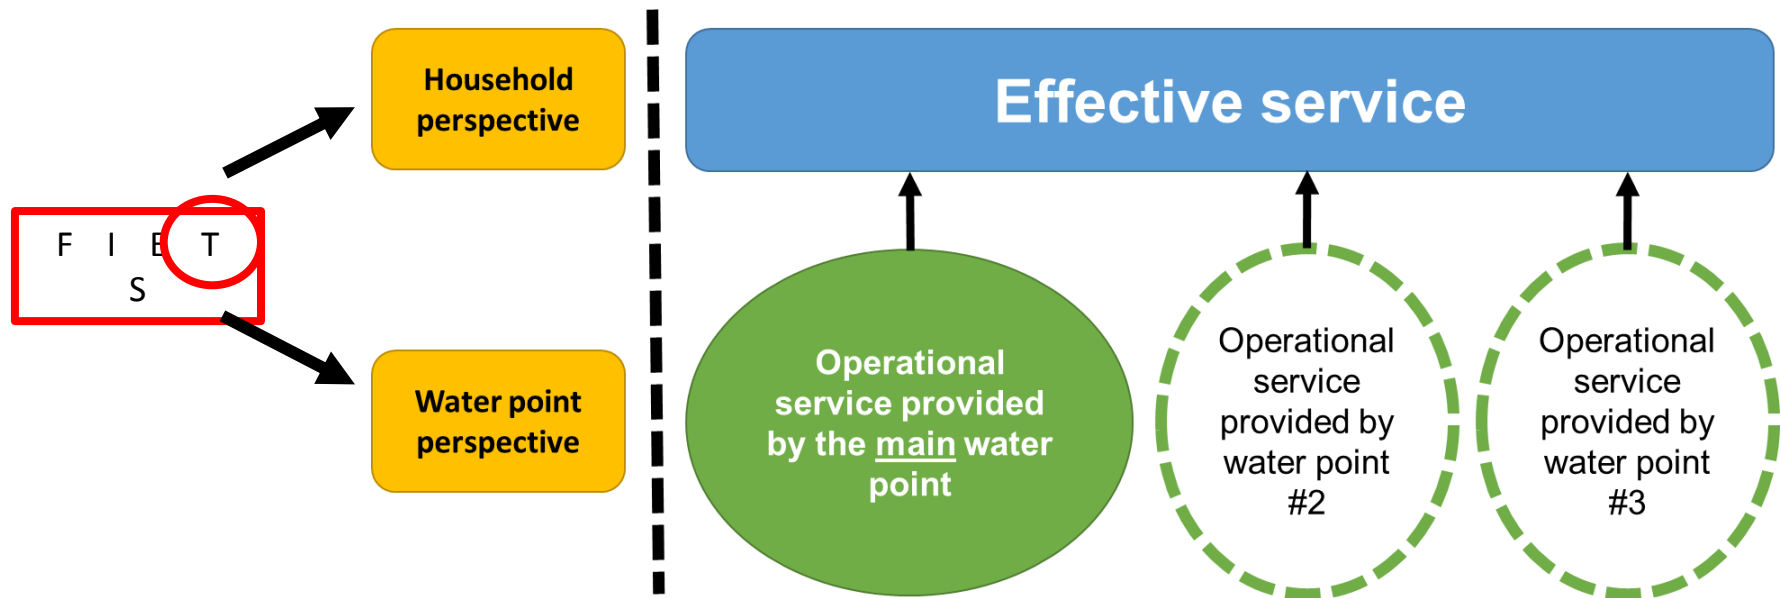 Household
perspective
Effective service
F I E T
S
Water point
perspective
Operational
service provided
by the main water
point
Operational
service
provided by
water point
#2
Operational
service
provided by
water point
#3